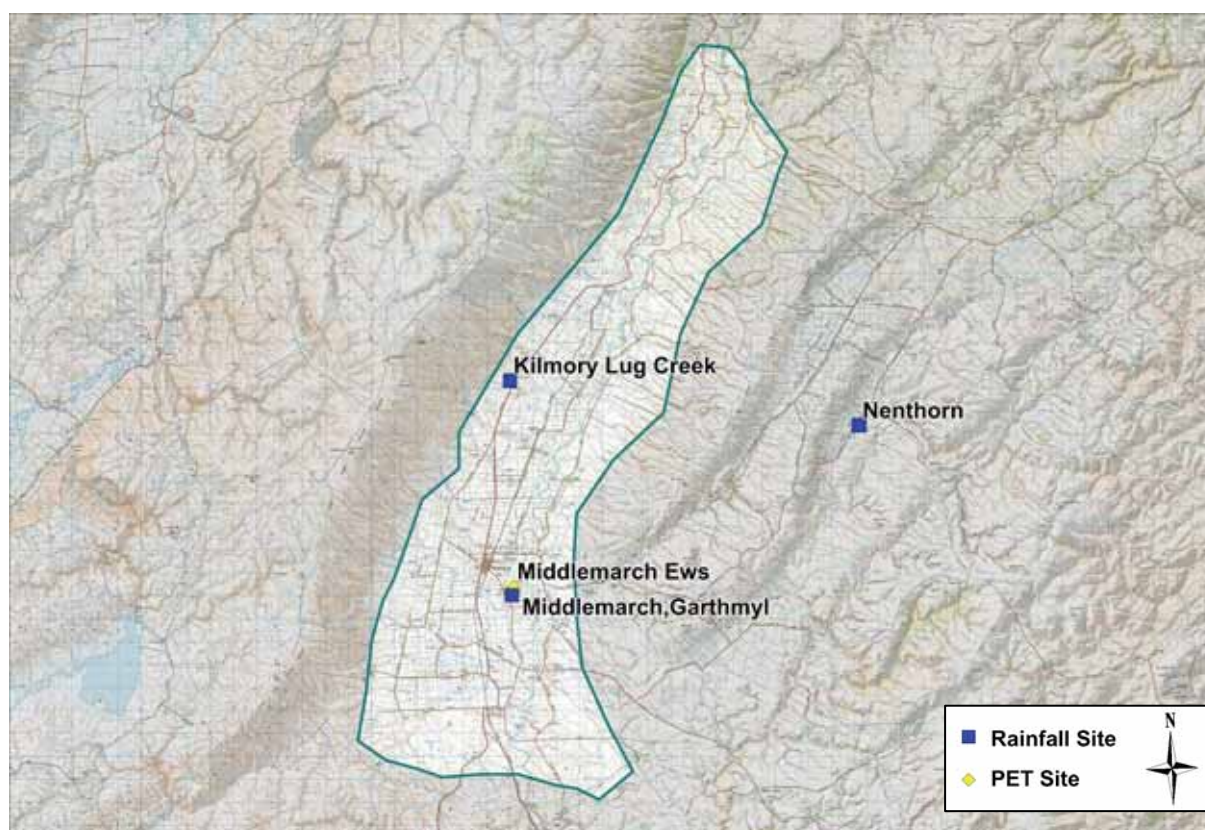 Kilmory Lug Creek
Nenthorn
Middlemarch Ews
Middlemarch,Garthmyl
N
Rainfall Site
PET Site